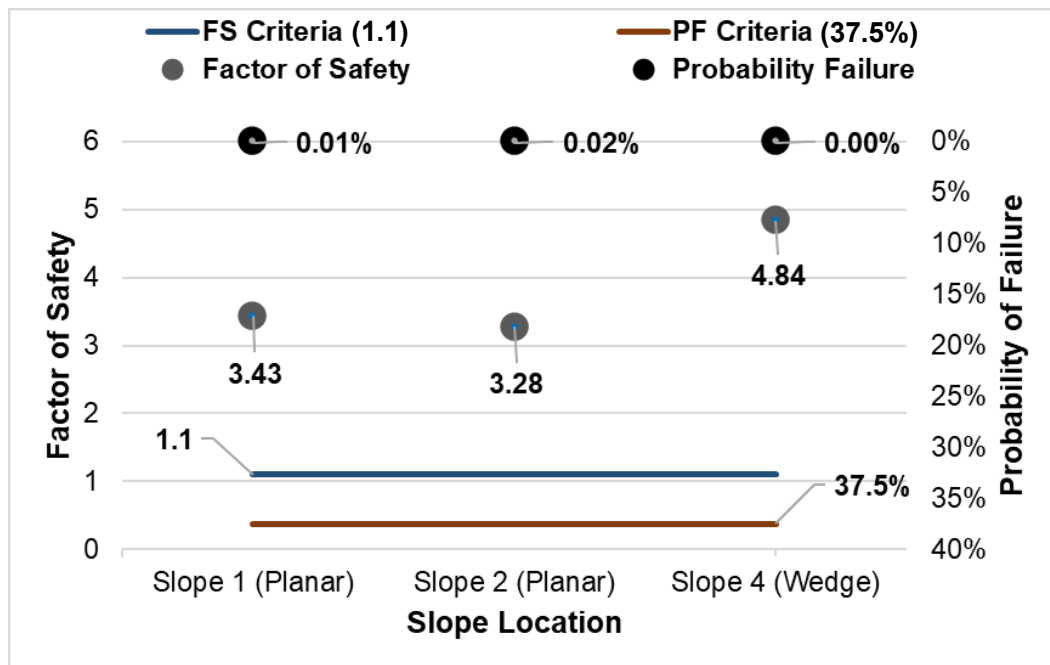 FS Criteria (1.1)
PF Criteria (37.5%)
Factor of Safety
Probability Failure
6
5
4
3
2
1
0
Factor of Safety
0.01%
0.02%
0.00%
3.43
3.28
4.84
1.1
37.5%
0%
5%
10%
15%
20%
25%
30%
35%
40%
Probability of Failure
Slope 1 (Planar)
Slope 2 (Planar)
Slope 4 (Wedge)
Slope Location